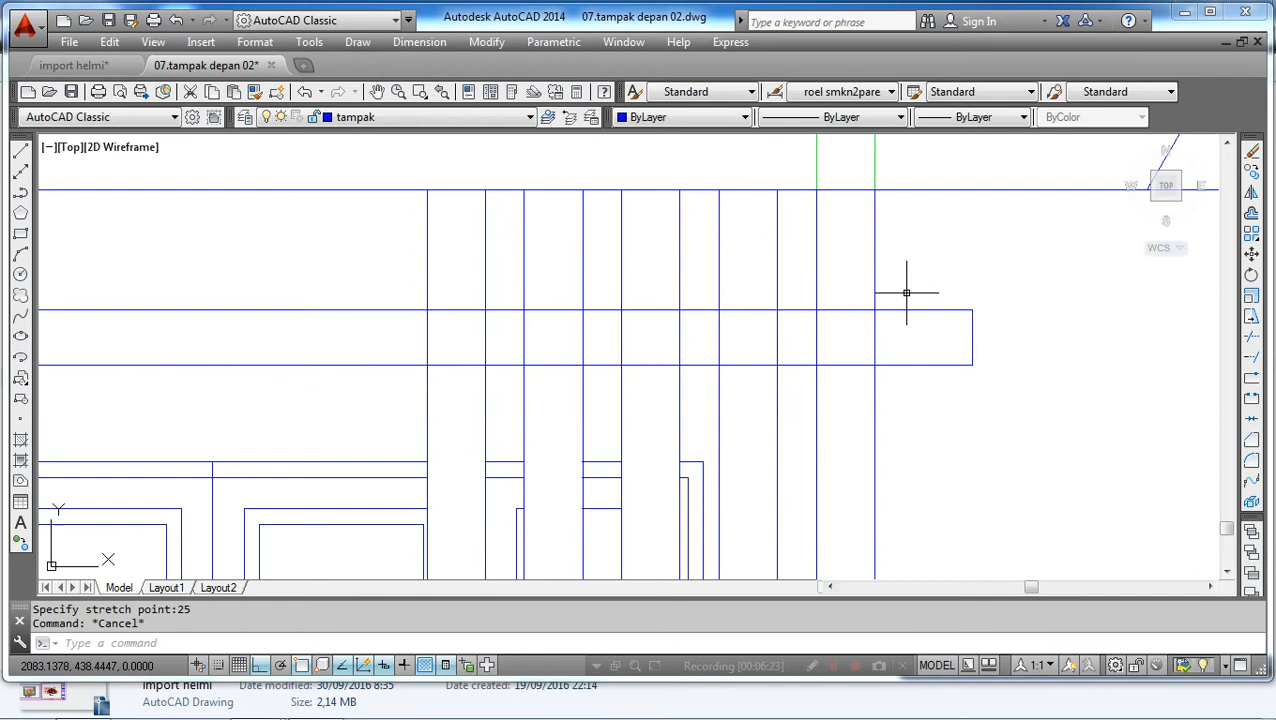 AutoCAD Classic
Autodesk AutoCAD 2014 07.tampak depan 02.dwg
Type a keyword or phrase
Sign In
File Edit View Insert Format Tools Draw Dimension Modify Parametric Window Help Express
import helmi*
07.tampak depan 02*
Standard
roel smkn2pare
Standard
Standard
AutoCAD Classic
tampak
ByLayer
ByLayer
ByLayer
ByColor
[−][Top][2D Wireframe]
N
W TOP E
S
WCS
Y
X
Model Layout1 Layout2
Specify stretch point:25
Command: *Cancel*
Type a command
2083.1378, 438.4447, 0.0000
Recording [00:06:23]
MODEL
1:1
import helmi Date modified: 30/09/2016 8:35 Date created: 19/09/2016 22:14
AutoCAD Drawing Size: 2,14 MB